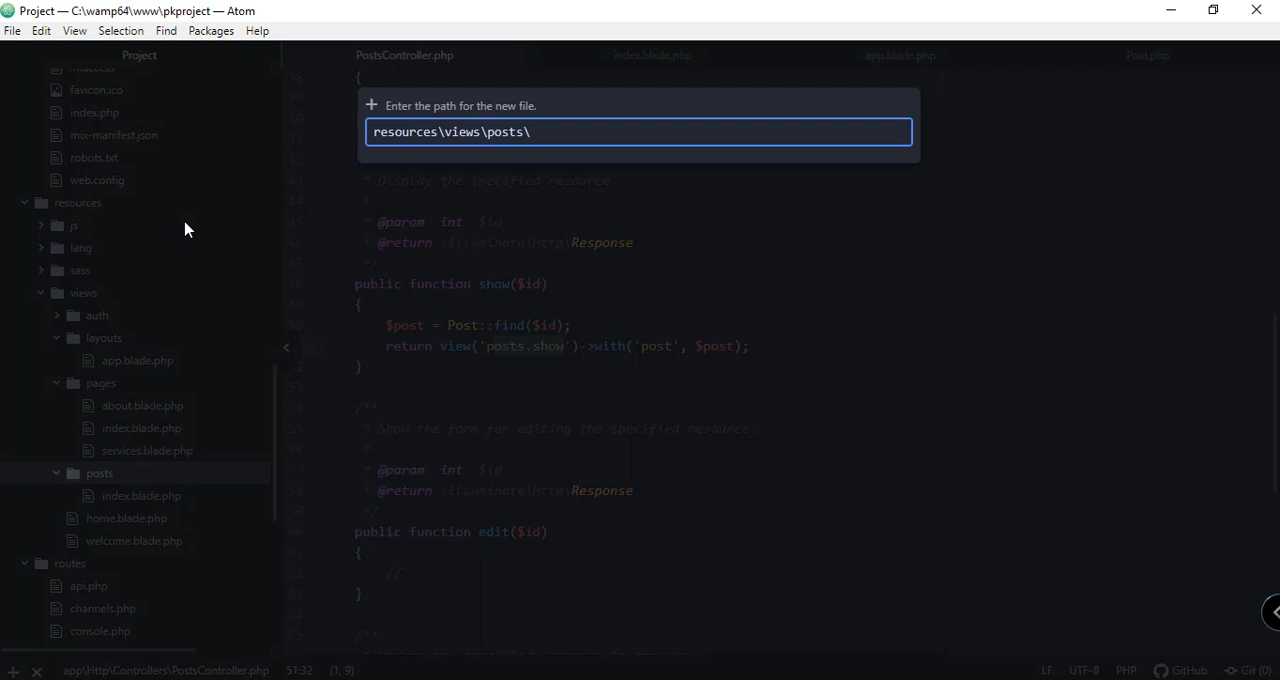 Project — C:\wamp64\www\pkproject — Atom
File Edit View Selection Find Packages Help
Project
PostsController.php index.blade.php app.blade.php Post.php
favicon.ico
index.php
mix-manifest.json
robots.txt
web.config
resources
js
lang
sass
views
auth
layouts
app.blade.php
pages
about.blade.php
index.blade.php
services.blade.php
posts
index.blade.php
home.blade.php
welcome.blade.php
routes
api.php
channels.php
console.php
{
Enter the path for the new file.
resources\views\posts\
* Display the specified resource.
*
* @param int $id
* @return \Illuminate\Http\Response
*/
public function show($id)
{
$post = Post::find($id);
return view('posts.show')->with('post', $post);
}
/**
* Show the form for editing the specified resource.
*
* @param int $id
* @return \Illuminate\Http\Response
*/
public function edit($id)
{
//
}
/**
app\Http\Controllers\PostsController.php 51:32 (1, 9) LF UTF-8 PHP GitHub Git (0)